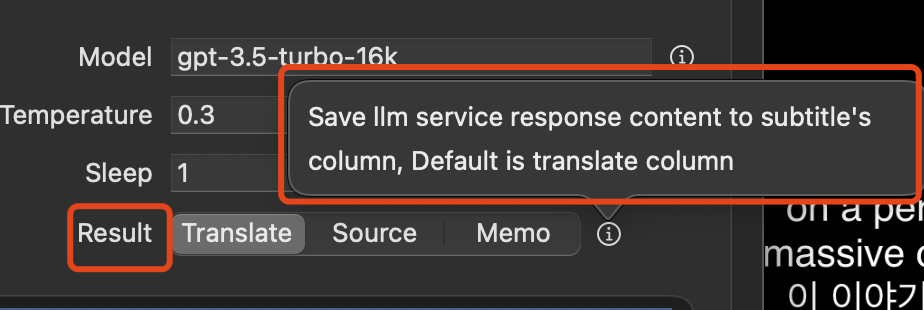 Model gpt-3.5-turbo-16k
Temperature 0.3
Save llm service response content to subtitle's
column, Default is translate column
Sleep 1
Result Translate Source Memo
on a per
massive
이 이야기